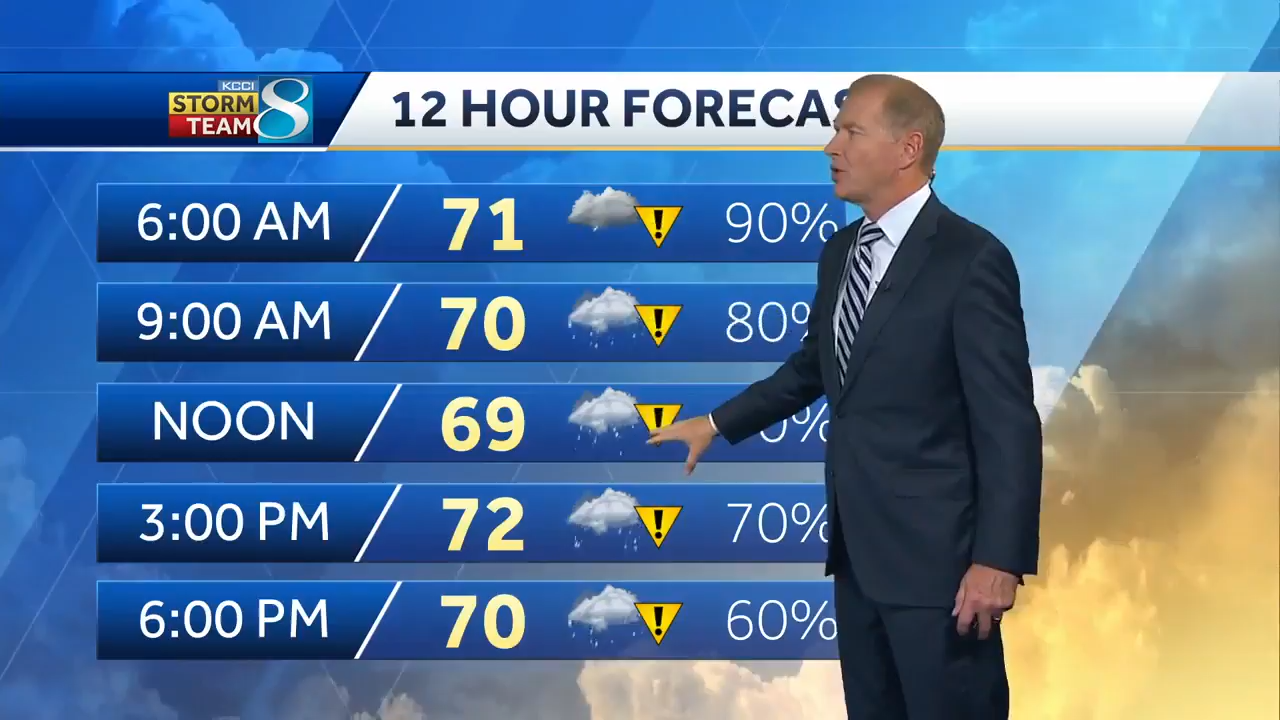 KCCI
STORM
TEAM 8
12 HOUR FORECAS
6:00 AM 71 ! 90%
9:00 AM 70 ! 80%
NOON 69 ! 0%
3:00 PM 72 ! 70%
6:00 PM 70 ! 60%